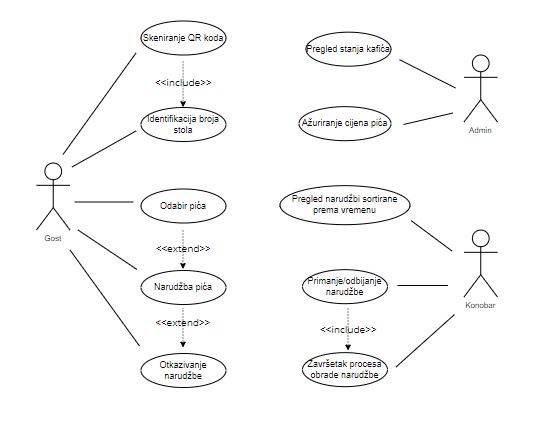 Skeniranje QR koda
<<include>>
Identifikacija broja
stola
Gost
Odabir pića
<<extend>>
Narudžba pića
<<extend>>
Otkazivanje
narudžbe
Pregled stanja kafića
Ažuriranje cijena pića
Admin
Pregled narudžbi sortirane
prema vremenu
Primanje/odbijanje
narudžbe
Konobar
<<include>>
Završetak procesa
obrade narudžbe